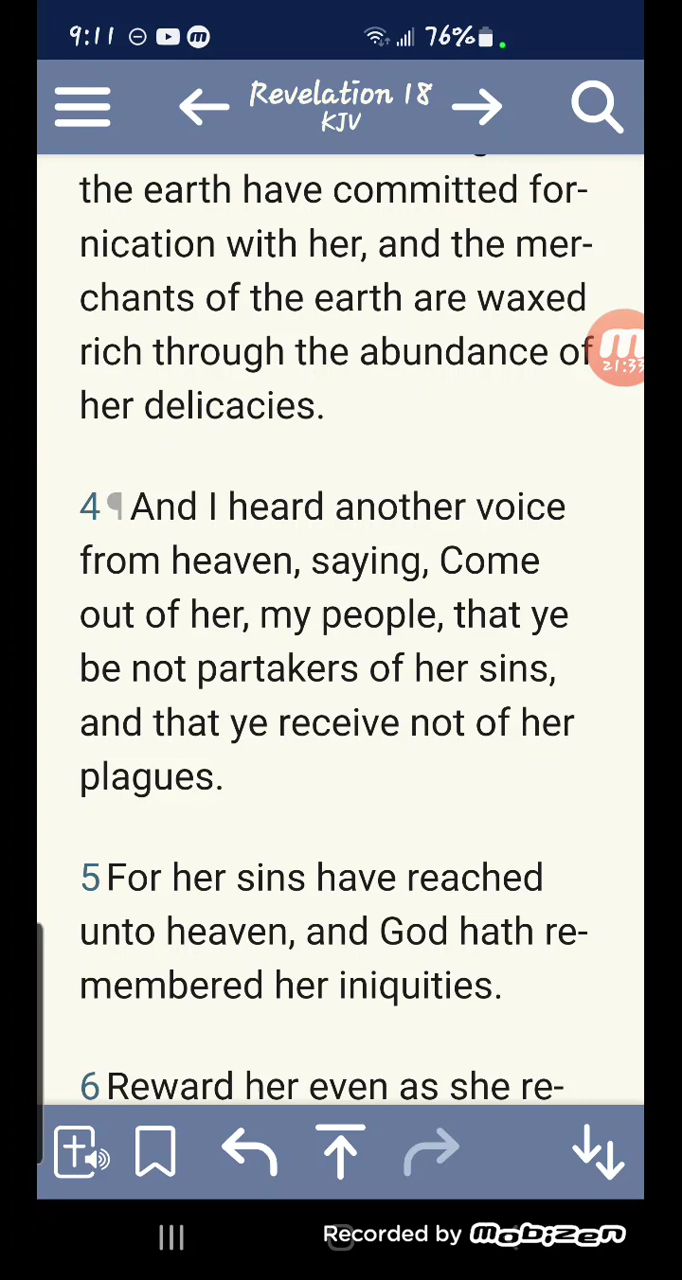 9:11 76%
Revelation 18
KJV
the earth have committed for-
nication with her, and the mer-
chants of the earth are waxed
rich through the abundance of
21:33
her delicacies.
4 ¶ And I heard another voice
from heaven, saying, Come
out of her, my people, that ye
be not partakers of her sins,
and that ye receive not of her
plagues.
5 For her sins have reached
unto heaven, and God hath re-
membered her iniquities.
6 Reward her even as she re-
Recorded by mobizen